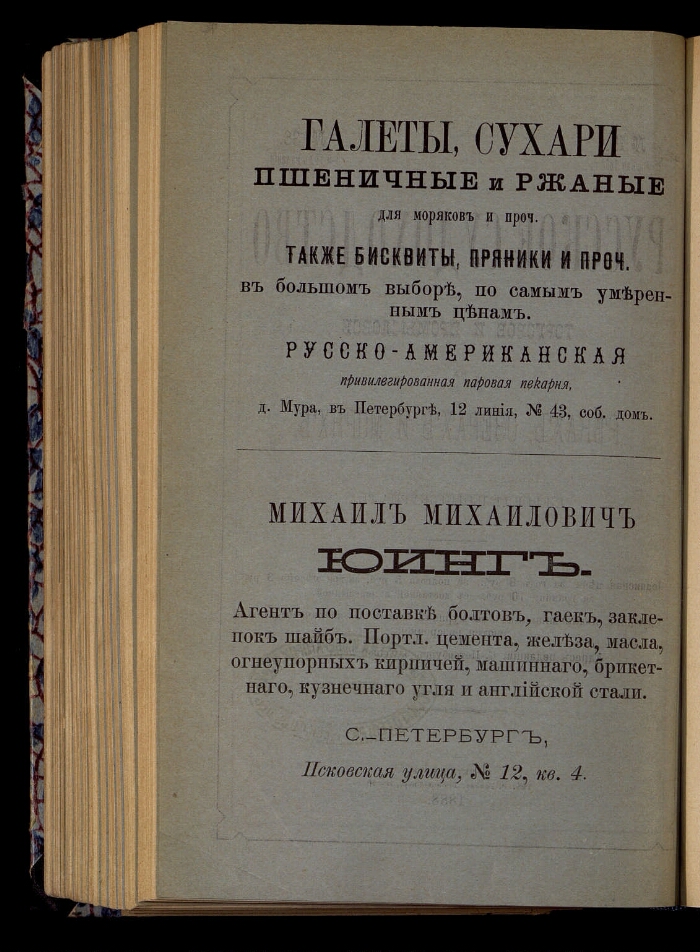 ГАЛЕТЫ, СУХАРИ
ПШЕНИЧНЫЕ и РЖАНЫЕ
для моряковъ и проч.
ТАКЖЕ БИСКВИТЫ, ПРЯНИКИ И ПРОЧ.
въ большомъ выборѣ, по самымъ умѣрен-
нымъ цѣнамъ.
РУССКО-АМЕРИКАНСКАЯ
привилегированная паровая пекарня,
д. Мура, въ Петербургѣ, 12 линія, № 43, соб. домъ.
МИХАИЛЪ МИХАИЛОВИЧЪ
ЮИНГЪ.
Агентъ по поставкѣ болтовъ, гаекъ, закле-
покъ шайбъ. Портл. цемента, желѣза, масла,
огнеупорныхъ кирпичей, машиннаго, брикет-
наго, кузнечнаго угля и англійской стали.
С.-ПЕТЕРБУРГЪ,
Псковская улица, № 12, кв. 4.